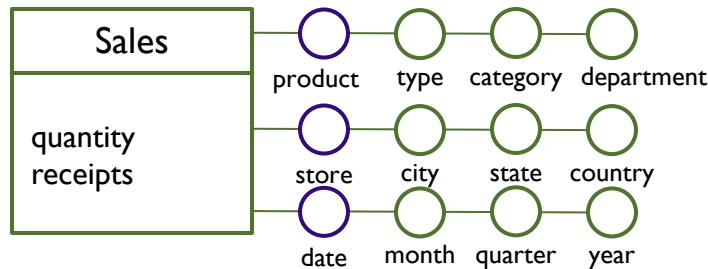 Sales
product type category department
quantity
receipts
store city state country
date month quarter year